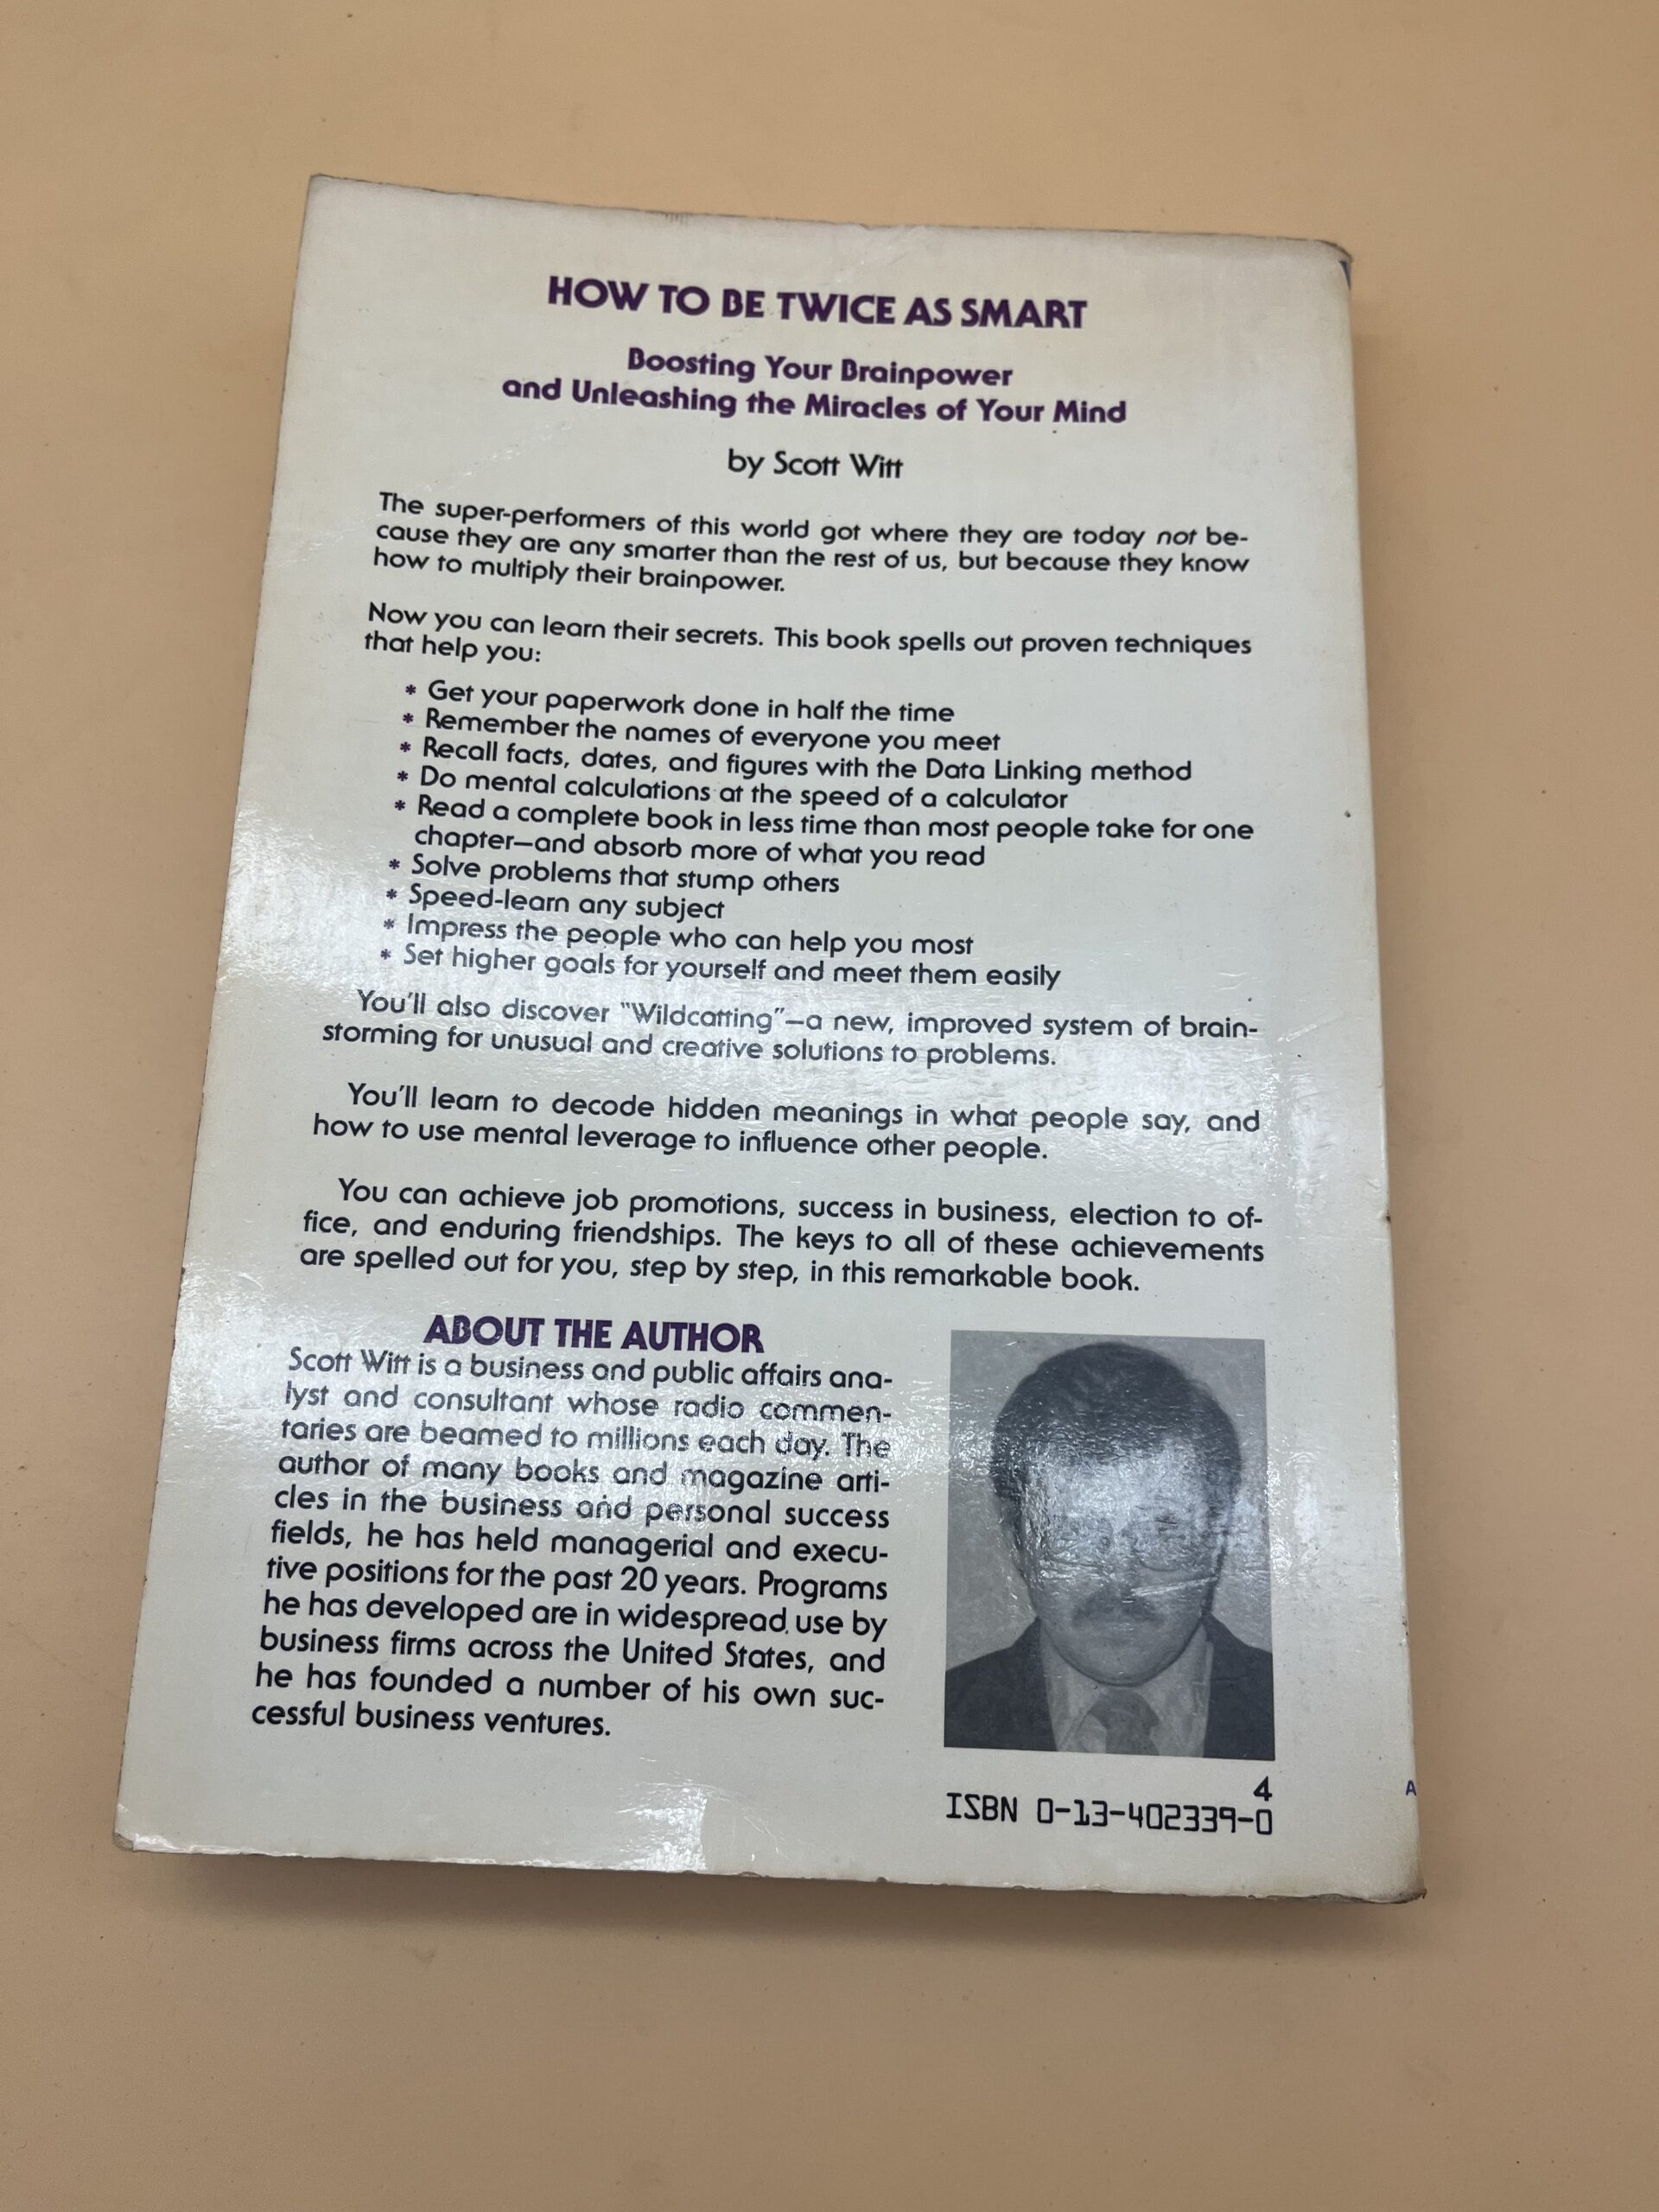 HOW TO BE TWICE AS SMART
Boosting Your Brainpower
and Unleashing the Miracles of Your Mind
by Scott Witt
The super-performers of this world got where they are today not be-
cause they are any smarter than the rest of us, but because they know
how to multiply their brainpower.
Now you can learn their secrets. This book spells out proven techniques
that help you:
* Get your paperwork done in half the time
* Remember the names of everyone you meet
* Recall facts, dates, and figures with the Data Linking method
* Do mental calculations at the speed of a calculator
* Read a complete book in less time than most people take for one
chapter—and absorb more of what you read
* Solve problems that stump others
* Speed-learn any subject
* Impress the people who can help you most
* Set higher goals for yourself and meet them easily
You'll also discover "Wildcatting"—a new, improved system of brain-
storming for unusual and creative solutions to problems.
You'll learn to decode hidden meanings in what people say, and
how to use mental leverage to influence other people.
You can achieve job promotions, success in business, election to of-
fice, and enduring friendships. The keys to all of these achievements
are spelled out for you, step by step, in this remarkable book.
ABOUT THE AUTHOR
Scott Witt is a business and public affairs ana-
lyst and consultant whose radio commen-
taries are beamed to millions each day. The
author of many books and magazine arti-
cles in the business and personal success
fields, he has held managerial and execu-
tive positions for the past 20 years. Programs
he has developed are in widespread use by
business firms across the United States, and
he has founded a number of his own suc-
cessful business ventures.
4
ISBN 0-13-402339-0
A